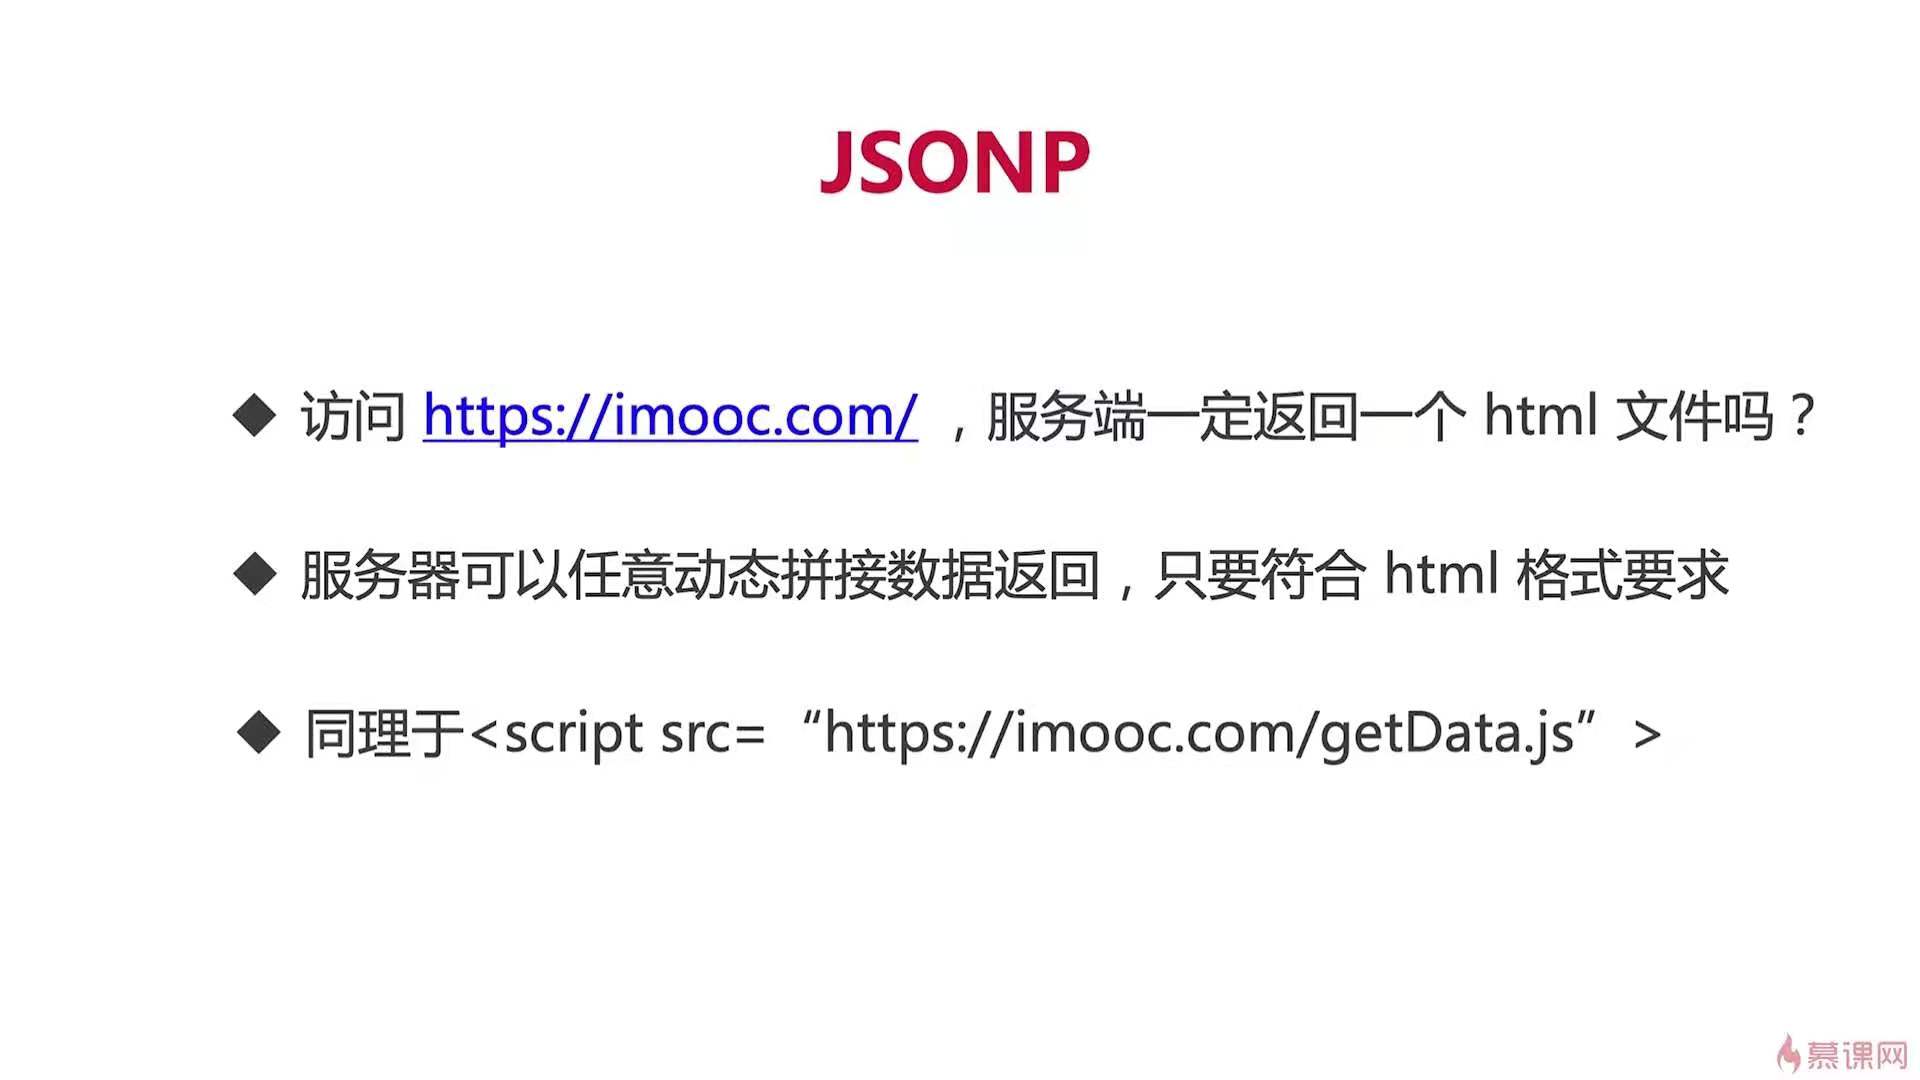 JSONP
◆ 访问 https://imooc.com/ ，服务端一定返回一个 html 文件吗？
◆ 服务器可以任意动态拼接数据返回，只要符合 html 格式要求
◆ 同理于<script src= “https://imooc.com/getData.js” >
慕课网